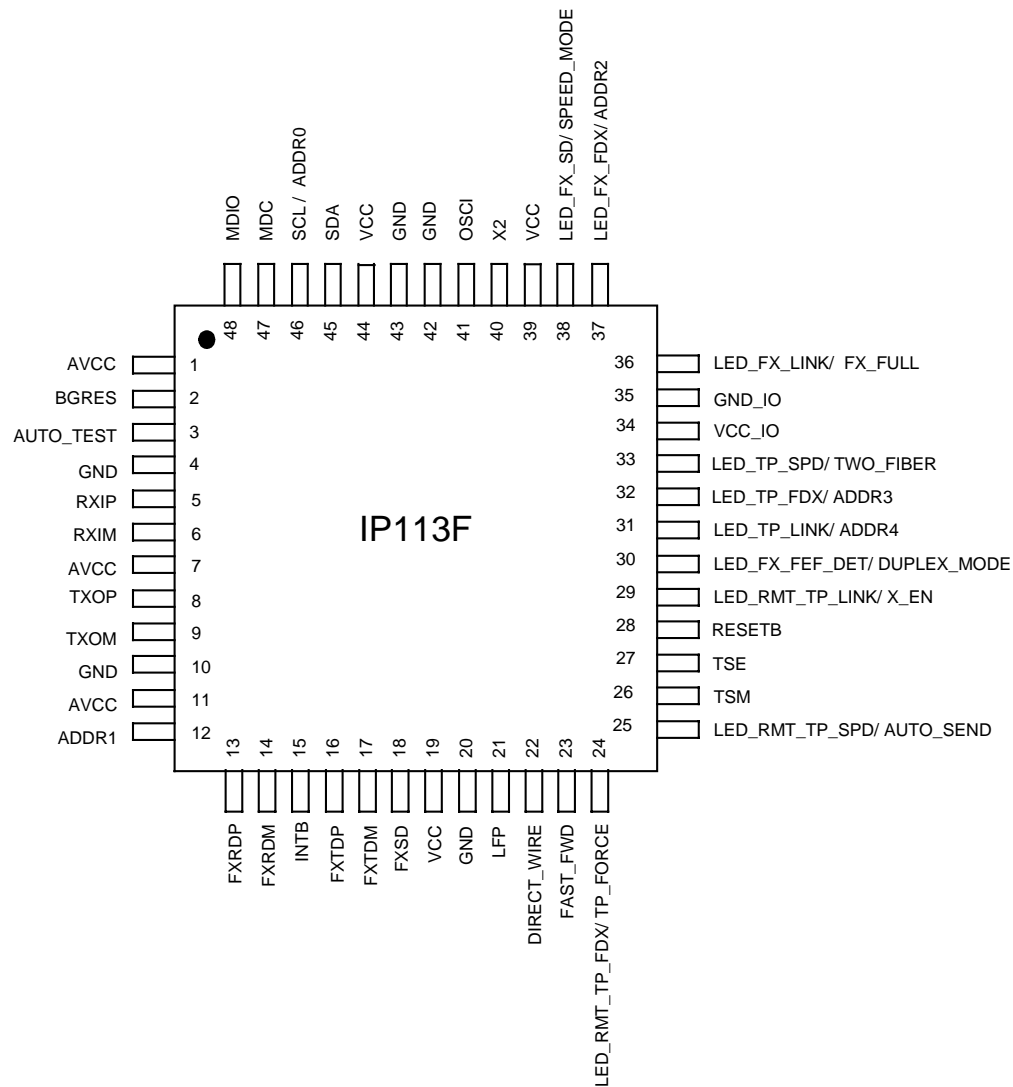 MDIO
MDC
SCL / ADDR0
SDA
VCC
GND
GND
OSCI
X2
VCC
LED_FX_SD/ SPEED_MODE
LED_FX_FDX/ ADDR2
48
47
46
45
44
43
42
41
40
39
38
37
AVCC 1
BGRES 2
AUTO_TEST 3
GND 4
RXIP 5
RXIM 6
AVCC 7
TXOP 8
TXOM 9
GND 10
AVCC 11
ADDR1 12
IP113F
36 LED_FX_LINK/ FX_FULL
35 GND_IO
34 VCC_IO
33 LED_TP_SPD/ TWO_FIBER
32 LED_TP_FDX/ ADDR3
31 LED_TP_LINK/ ADDR4
30 LED_FX_FEF_DET/ DUPLEX_MODE
29 LED_RMT_TP_LINK/ X_EN
28 RESETB
27 TSE
26 TSM
25 LED_RMT_TP_SPD/ AUTO_SEND
13
14
15
16
17
18
19
20
21
22
23
24
FXRDP
FXRDM
INTB
FXTDP
FXTDM
FXSD
VCC
GND
LFP
DIRECT_WIRE
FAST_FWD
LED_RMT_TP_FDX/ TP_FORCE